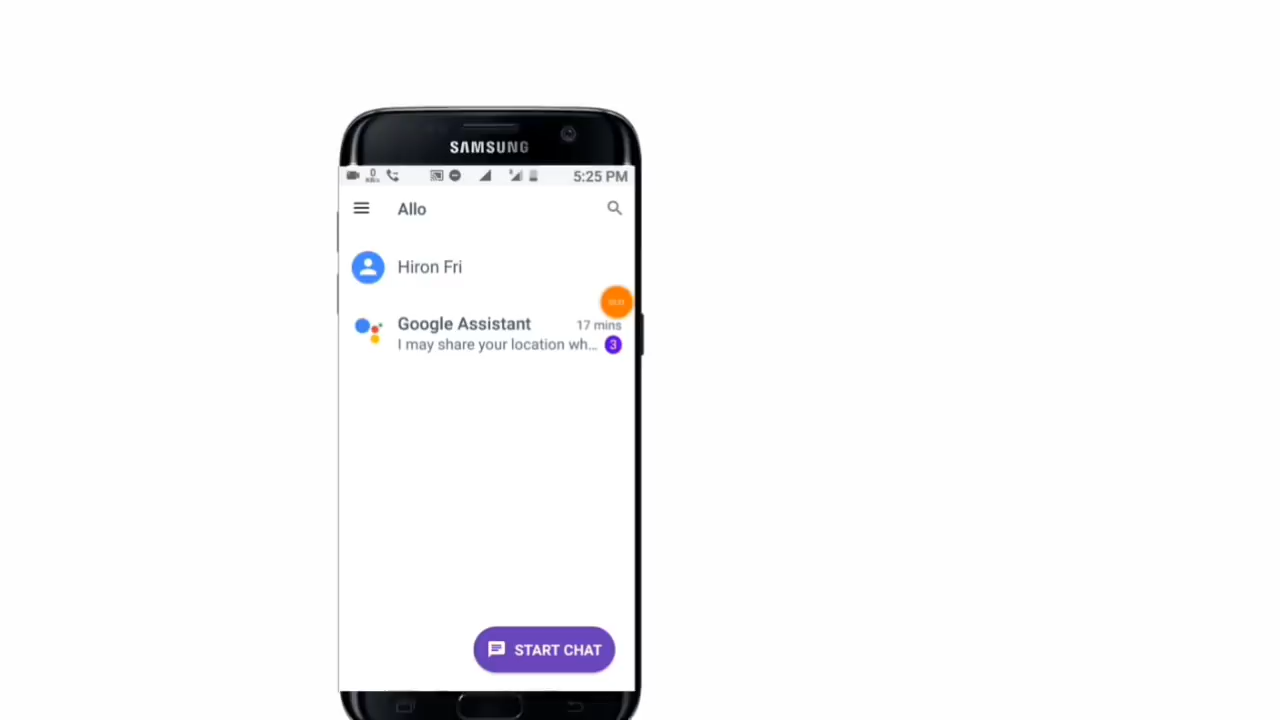 SAMSUNG
0
5:25 PM
Allo
Hiron Fri
Google Assistant
17 mins
I may share your location wh...
3
START CHAT